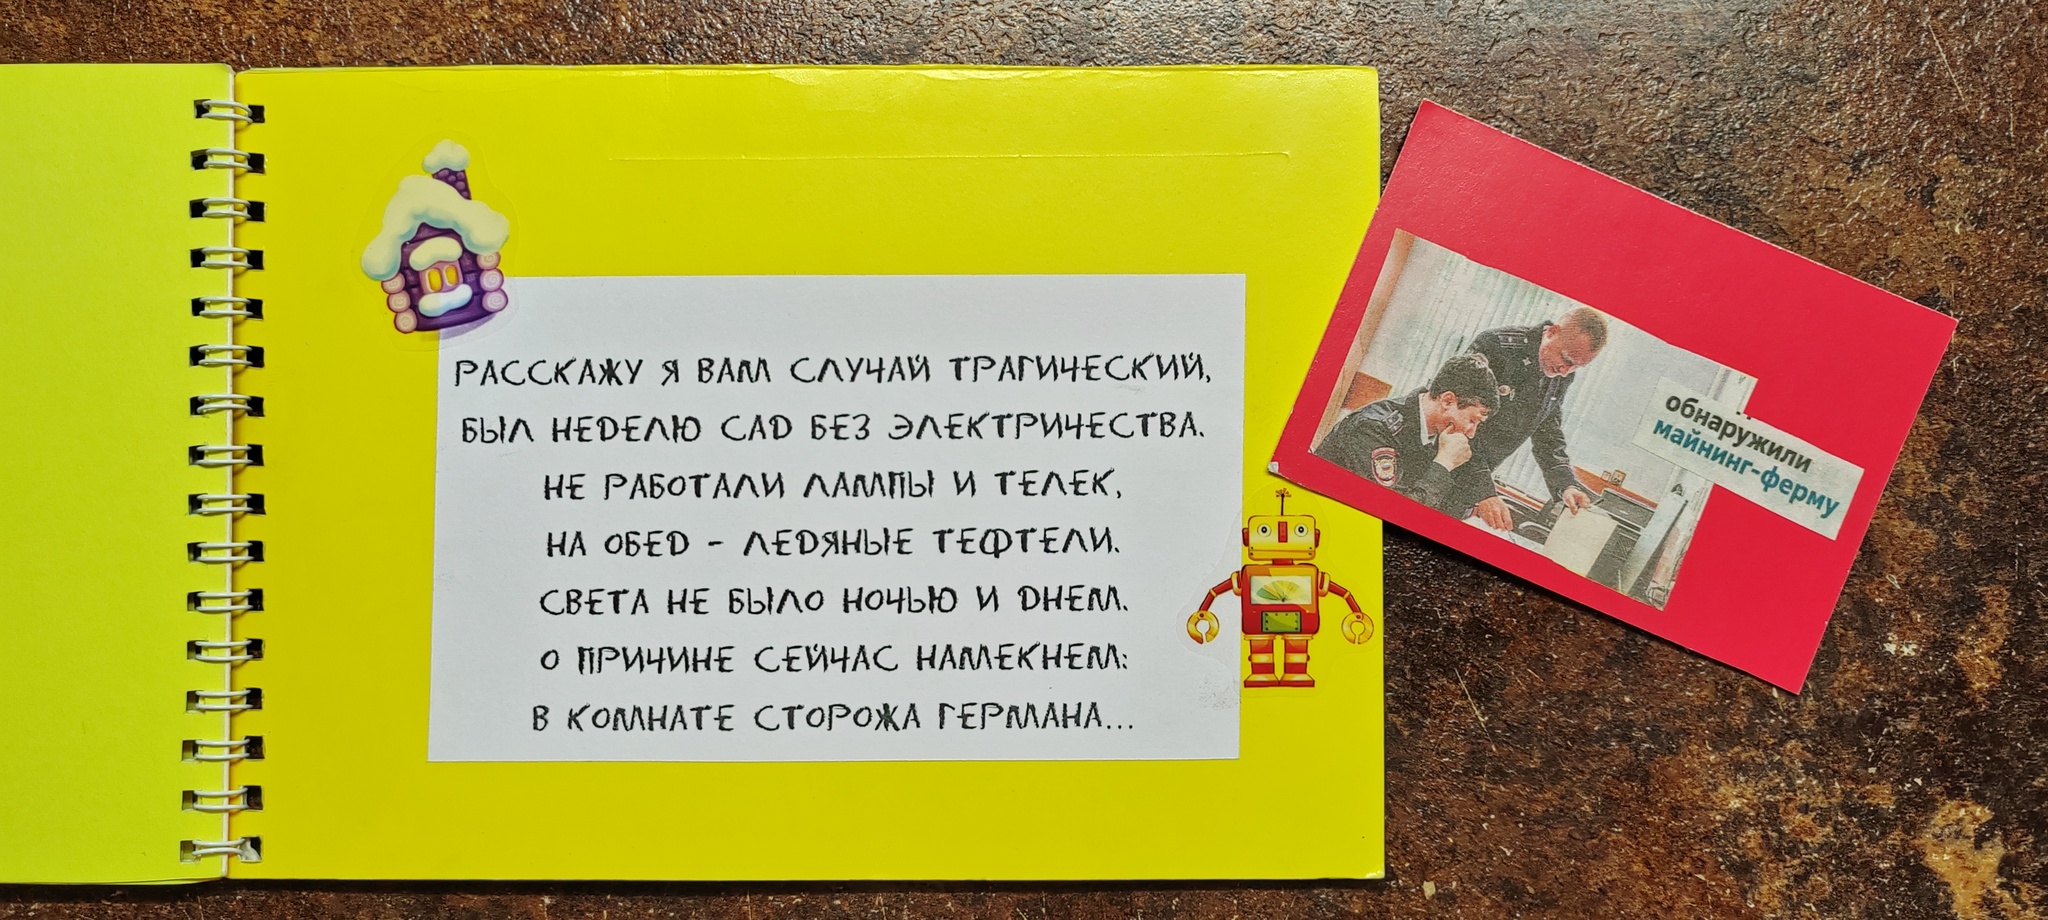 РАССКАЖУ Я ВАМ СЛУЧАЙ ТРАГИЧЕСКИЙ,
БЫЛ НЕДЕЛЮ САД БЕЗ ЭЛЕКТРИЧЕСТВА.
НЕ РАБОТАЛИ ЛАМПЫ И ТЕЛЕК,
НА ОБЕД - ЛЕДЯНЫЕ ТЕФТЕЛИ.
СВЕТА НЕ БЫЛО НОЧЬЮ И ДНЕМ.
О ПРИЧИНЕ СЕЙЧАС НАМЕКНЕМ:
В КОМНАТЕ СТОРОЖА ГЕРМАНА...
обнаружили
майнинг-ферму